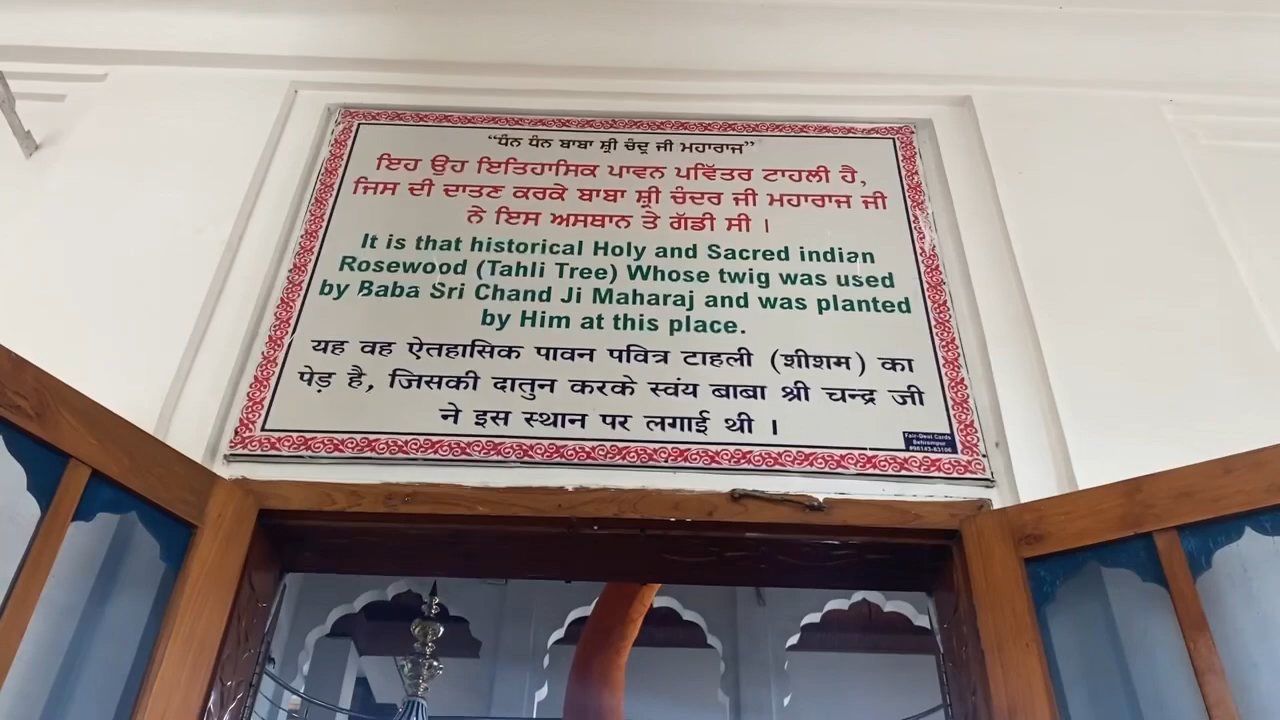 “ਧੰਨ ਧੰਨ ਬਾਬਾ ਸ਼੍ਰੀ ਚੰਦ੍ਰ ਜੀ ਮਹਾਰਾਜ”
ਇਹ ਉਹ ਇਤਿਹਾਸਿਕ ਪਾਵਨ ਪਵਿੱਤਰ ਟਾਹਲੀ ਹੈ,
ਜਿਸ ਦੀ ਦਾਤਣ ਕਰਕੇ ਬਾਬਾ ਸ਼੍ਰੀ ਚੰਦਰ ਜੀ ਮਹਾਰਾਜ ਜੀ
ਨੇ ਇਸ ਅਸਥਾਨ ਤੇ ਗੱਡੀ ਸੀ ।
It is that historical Holy and Sacred indian
Rosewood (Tahli Tree) Whose twig was used
by Baba Sri Chand Ji Maharaj and was planted
by Him at this place.
यह वह ऐतहासिक पावन पवित्र टाहली (शीशम) का
पेड़ है, जिसकी दातुन करके स्वंय बाबा श्री चन्द्र जी
ने इस स्थान पर लगाई थी ।
Fair-Deal Cards
Behrampur